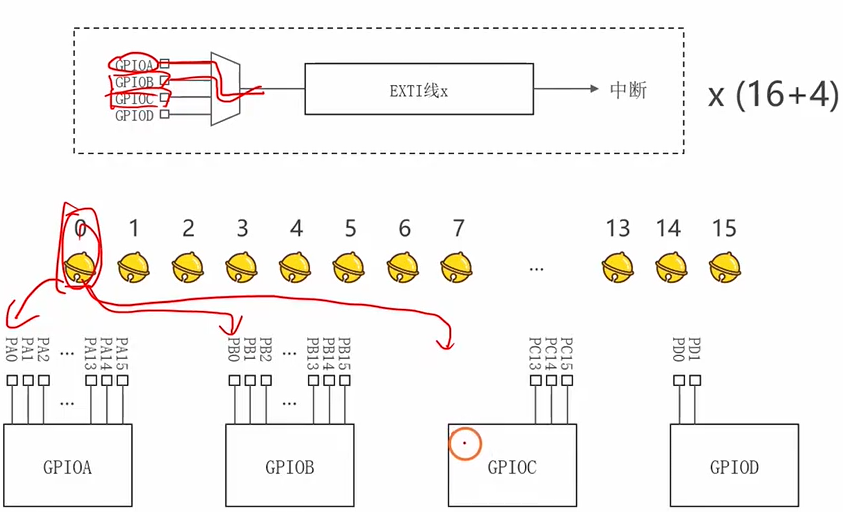 GPIOA
GPIOB
GPIOC
GPIOD
EXTI线x
中断
x (16+4)
0 1 2 3 4 5 6 7 ... 13 14 15
PA0 PA1 PA2 ... PA13 PA14 PA15 PB0 PB1 PB2 ... PB13 PB14 PB15 PC13 PC14 PC15 PD0 PD1
... ...
GPIOA GPIOB GPIOC GPIOD